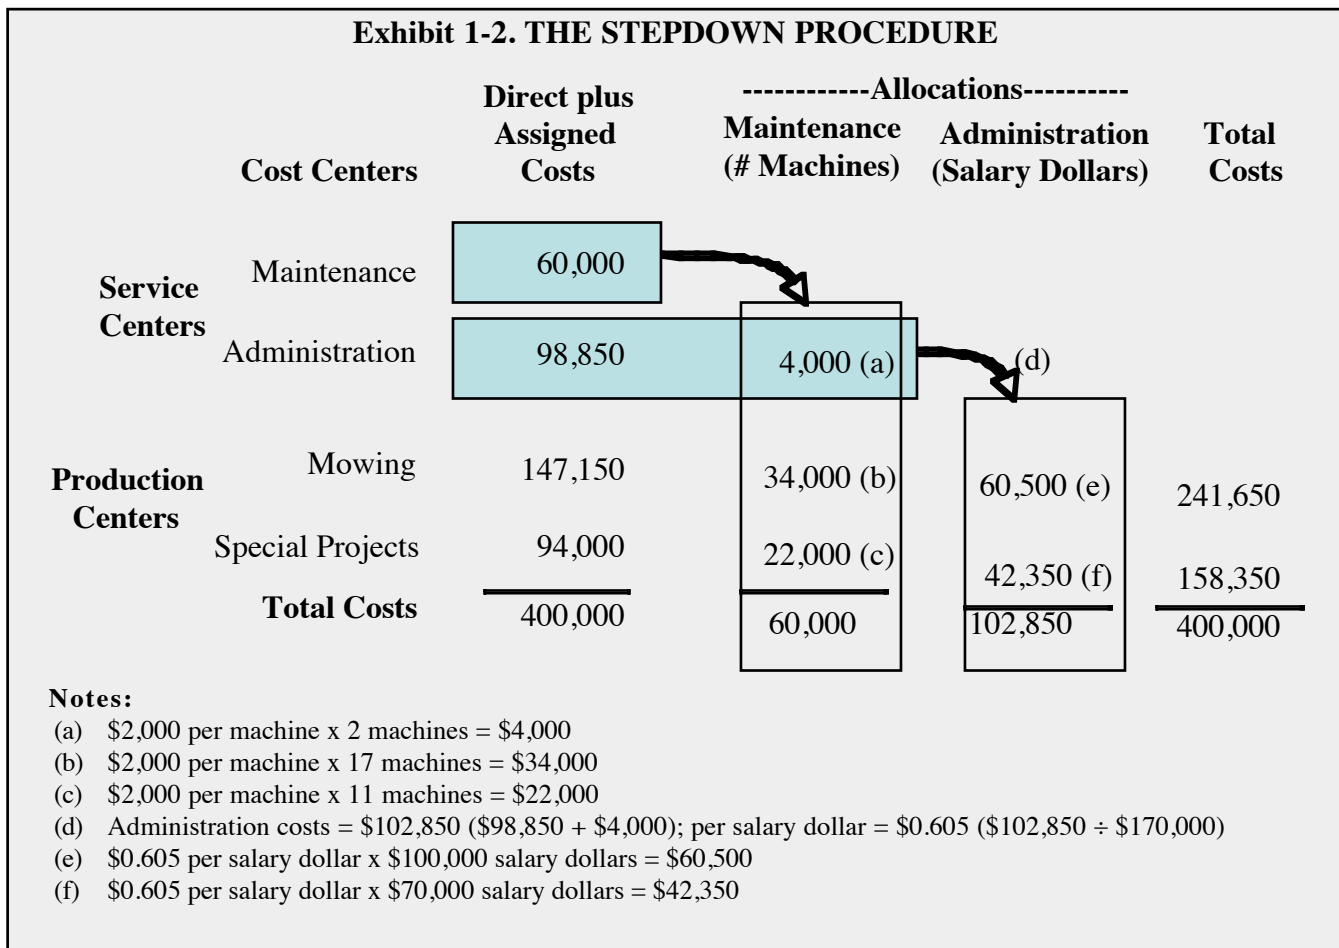 Exhibit 1-2. THE STEPDOWN PROCEDURE
------------Allocations----------
Cost Centers
Direct plus
Assigned
Costs
Maintenance
(# Machines)
Administration
(Salary Dollars)
Total
Costs
Service
Centers
Maintenance 60,000
Administration 98,850 4,000 (a) (d)
Production
Centers
Mowing 147,150 34,000 (b) 60,500 (e) 241,650
Special Projects 94,000 22,000 (c) 42,350 (f) 158,350
Total Costs 400,000 60,000 102,850 400,000
Notes:
(a) $2,000 per machine x 2 machines = $4,000
(b) $2,000 per machine x 17 machines = $34,000
(c) $2,000 per machine x 11 machines = $22,000
(d) Administration costs = $102,850 ($98,850 + $4,000); per salary dollar = $0.605 ($102,850 ÷ $170,000)
(e) $0.605 per salary dollar x $100,000 salary dollars = $60,500
(f) $0.605 per salary dollar x $70,000 salary dollars = $42,350